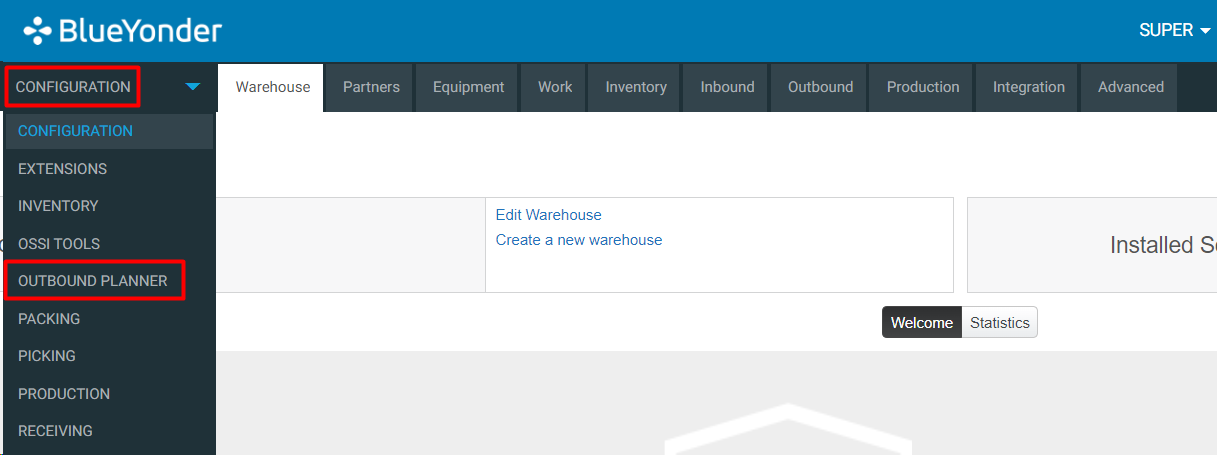 BlueYonder
SUPER
CONFIGURATION
Warehouse Partners Equipment Work Inventory Inbound Outbound Production Integration Advanced
CONFIGURATION
EXTENSIONS
INVENTORY
OSSI TOOLS
OUTBOUND PLANNER
PACKING
PICKING
PRODUCTION
RECEIVING
Edit Warehouse
Create a new warehouse
Installed
Welcome Statistics